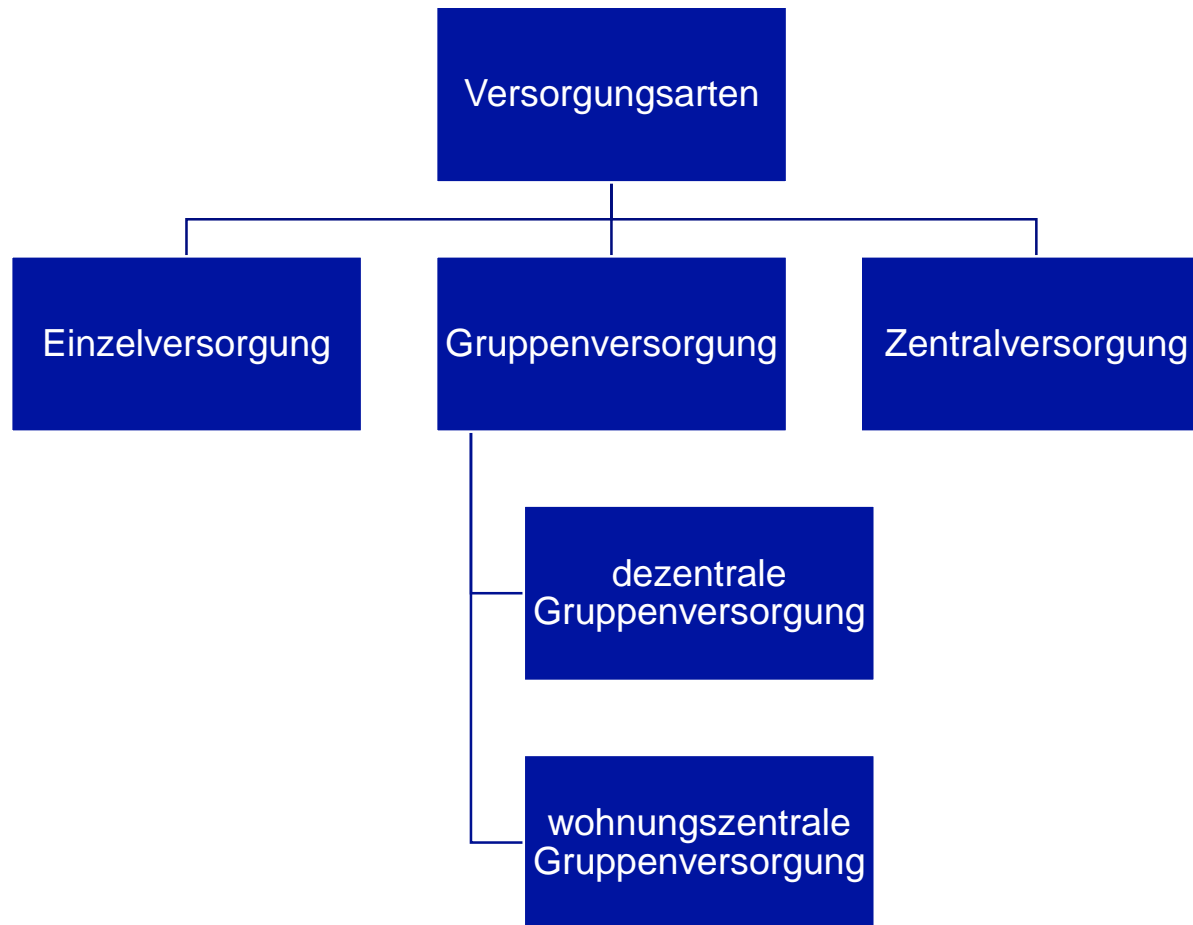 Versorgungsarten
Einzelversorgung
Gruppenversorgung
Zentralversorgung
dezentrale
Gruppenversorgung
wohnungszentrale
Gruppenversorgung